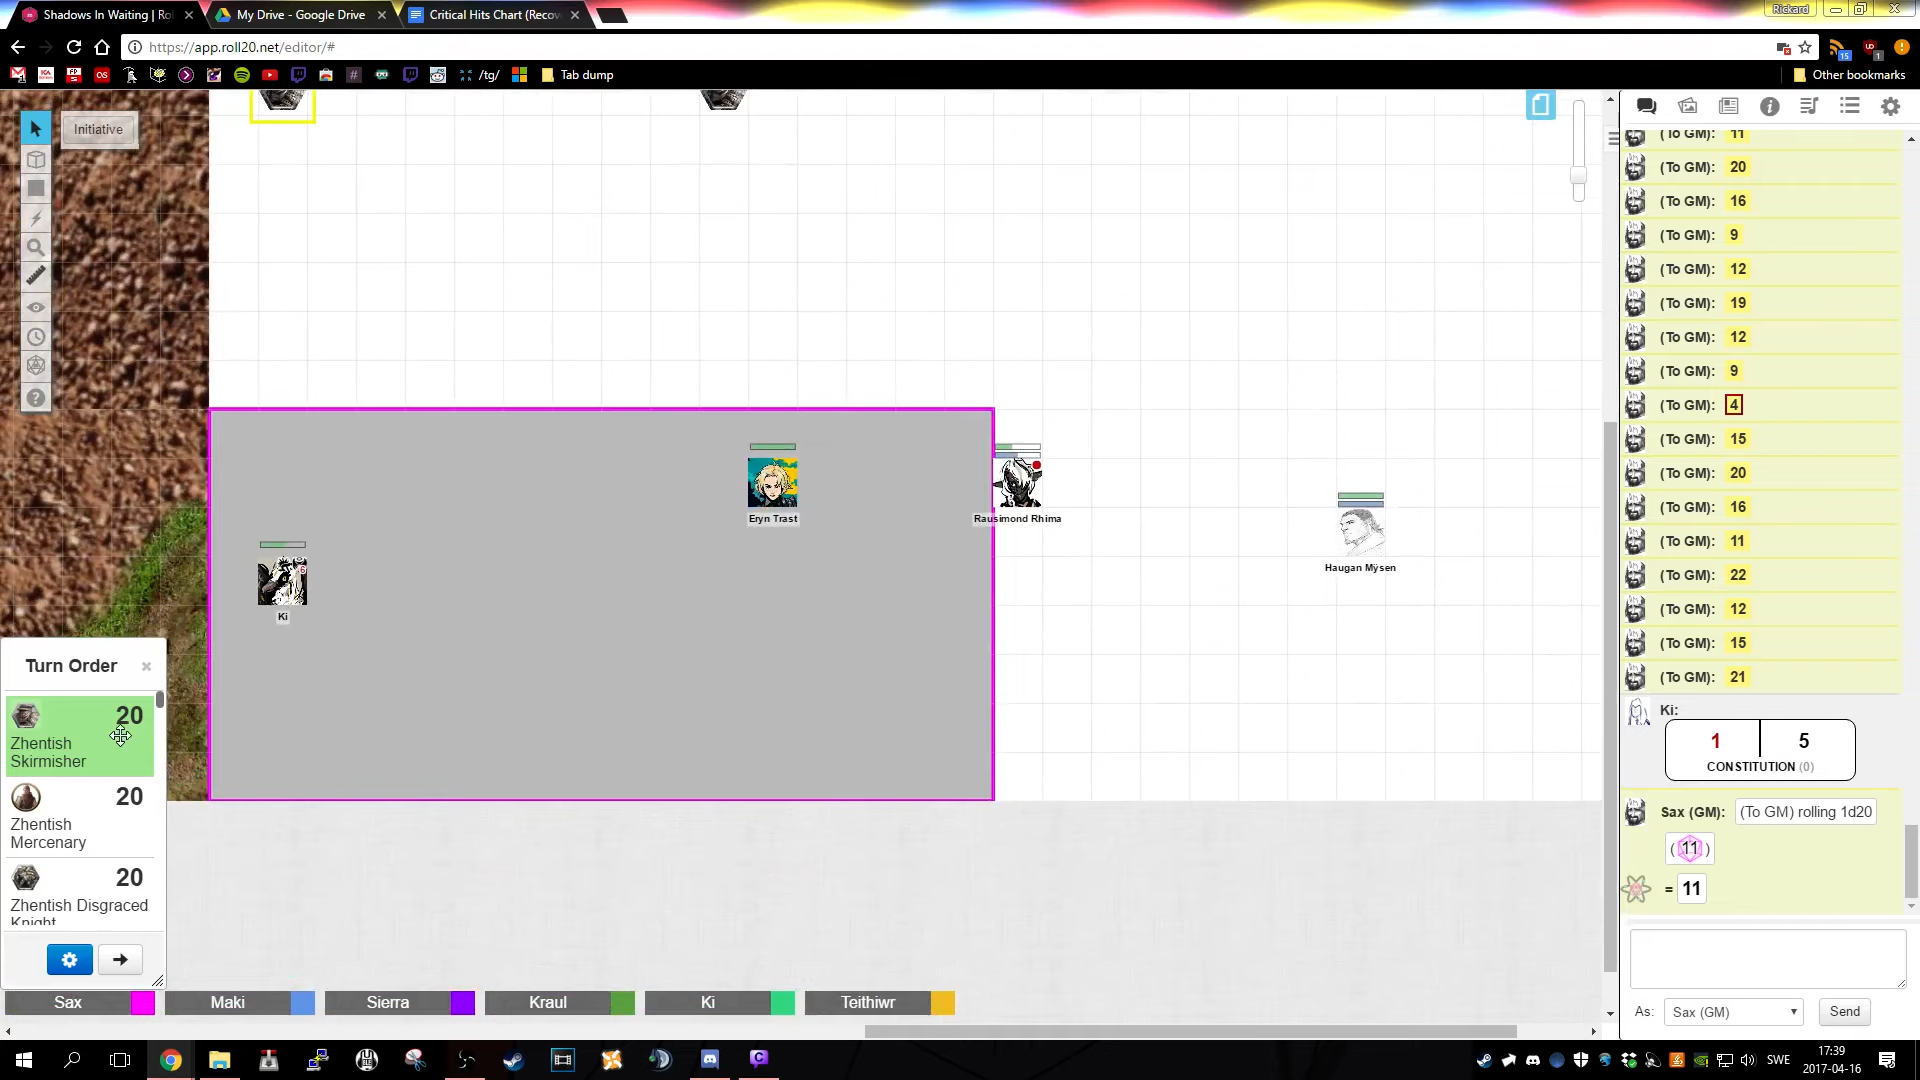 Shadows In Waiting | Rol
My Drive - Google Drive
Critical Hits Chart (Recov
Rickard
https://app.roll20.net/editor/#
/tg/
Tab dump
Other bookmarks
Initiative
(To GM): 11
(To GM): 20
(To GM): 16
(To GM): 9
(To GM): 12
(To GM): 19
(To GM): 12
(To GM): 9
(To GM): 4
(To GM): 15
(To GM): 20
(To GM): 16
(To GM): 11
(To GM): 22
(To GM): 12
(To GM): 15
(To GM): 21
Ki:
1 5
CONSTITUTION (0)
Sax (GM): (To GM) rolling 1d20
(11)
= 11
As: Sax (GM)
Send
Eryn Trast
Rausimond Rhima
Haugan Mÿsen
6
Ki
Turn Order
20
Zhentish
Skirmisher
20
Zhentish
Mercenary
20
Zhentish Disgraced
Knight
Sax
Maki
Sierra
Kraul
Ki
Teithiwr
SWE
17:39
2017-04-16